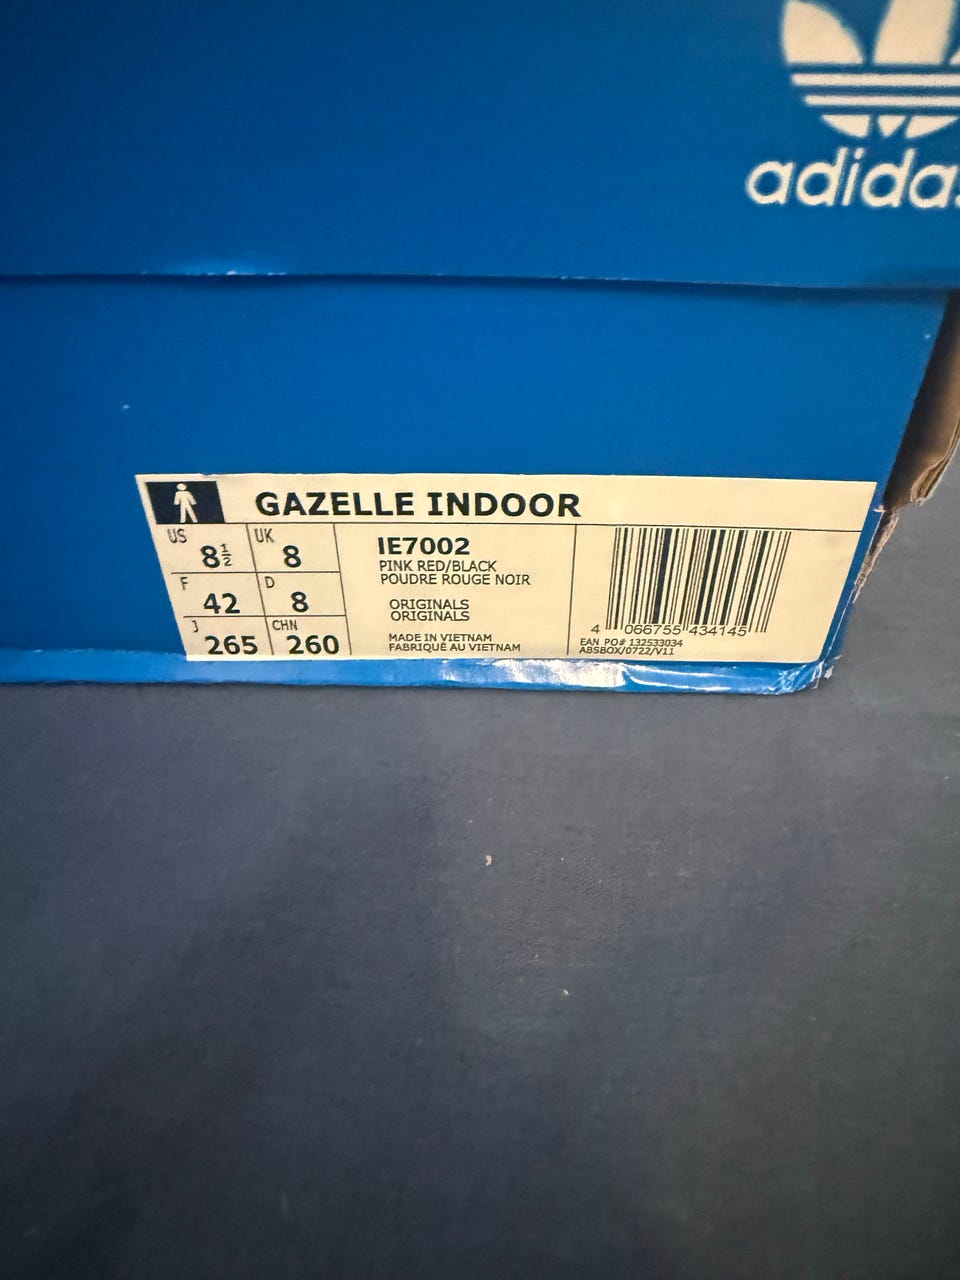 adidas
GAZELLE INDOOR
US 8½ UK 8
F 42 D 8
J 265 CHN 260
IE7002
PINK RED/BLACK
POUDRE ROUGE NOIR
ORIGINALS
ORIGINALS
MADE IN VIETNAM
FABRIQUÉ AU VIETNAM
4 066755 434145
EAN PO# 132533034
ABSBOX/0722/V11